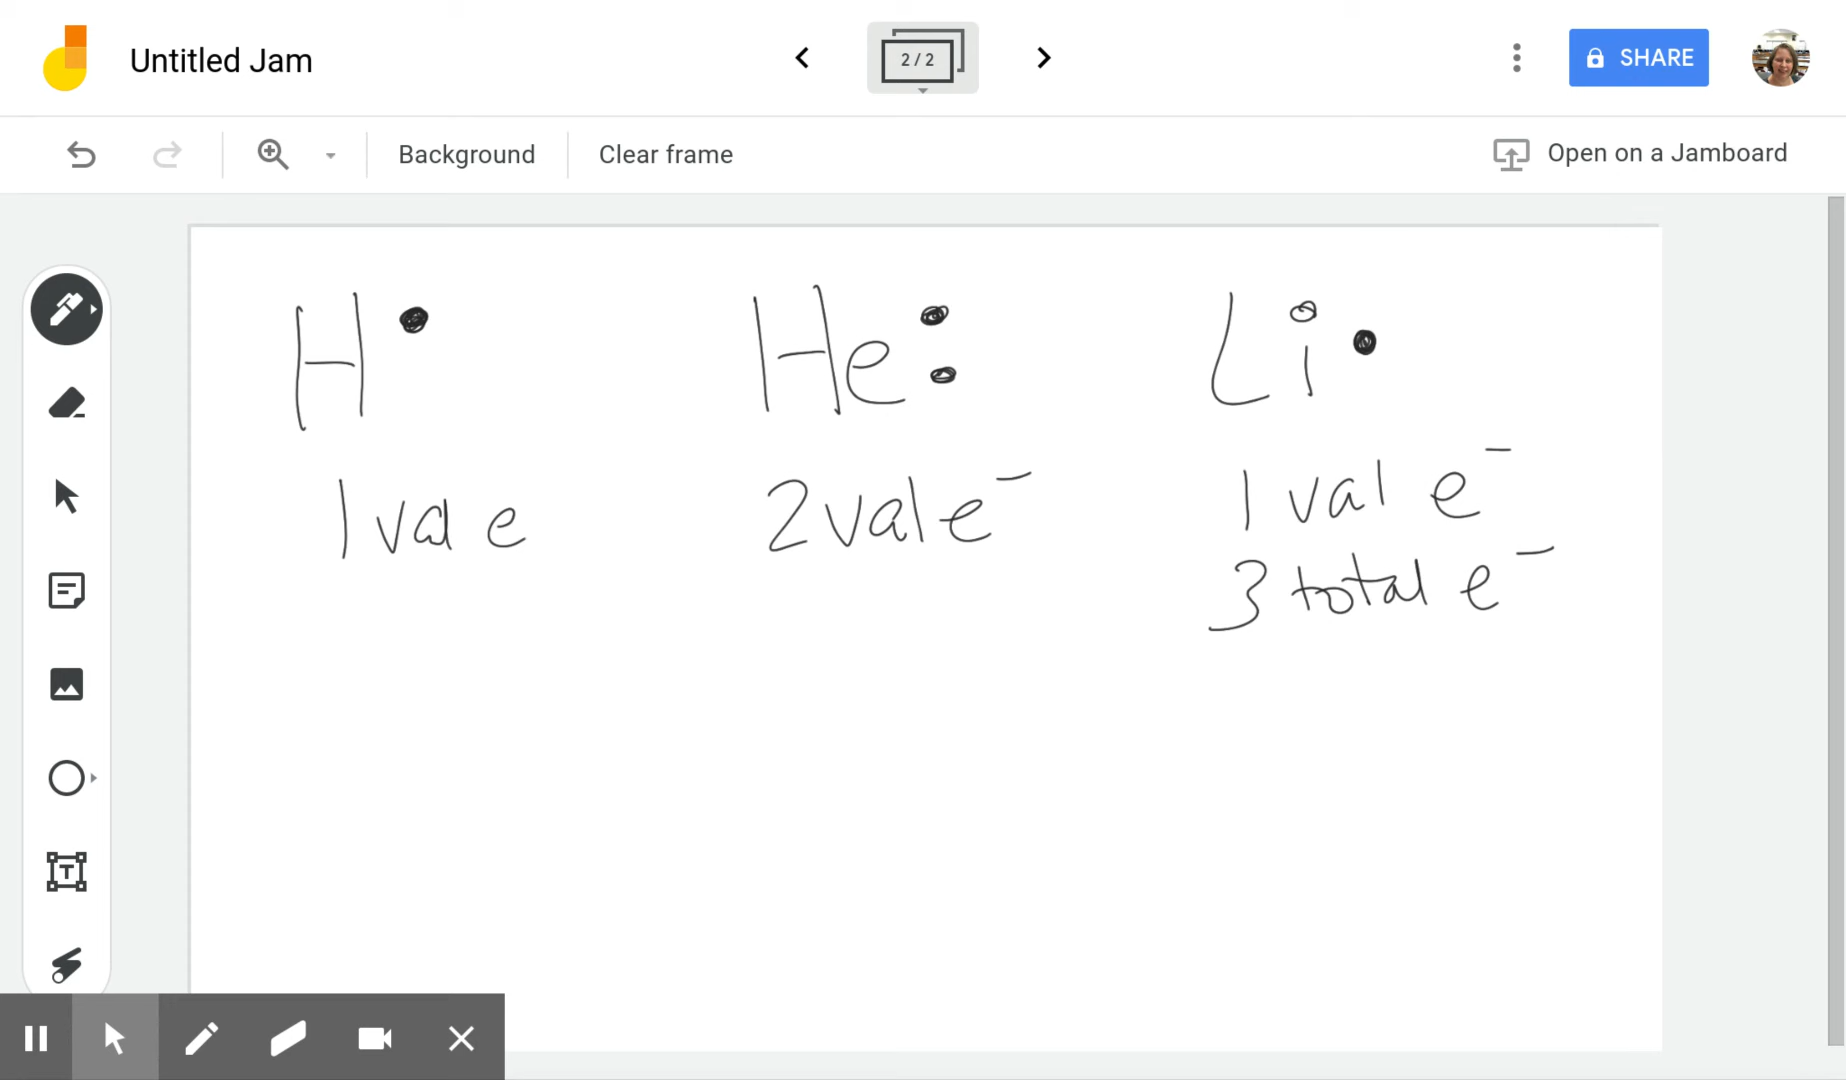 Untitled Jam
2 / 2
SHARE
Background
Clear frame
Open on a Jamboard
H He Li
1 val e
2 val e⁻
1 val e⁻
3 total e⁻
T